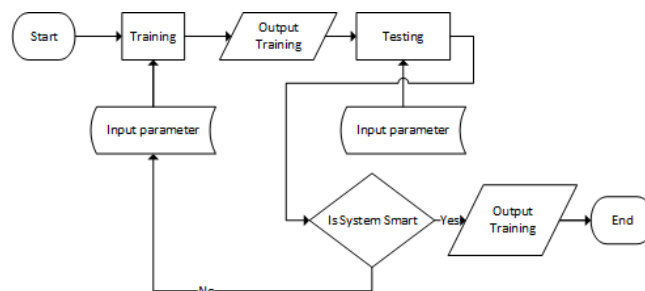 Start
Training
Output
Training
Testing
Input parameter
Input parameter
Is System Smart
Yes
Output
Training
End
No